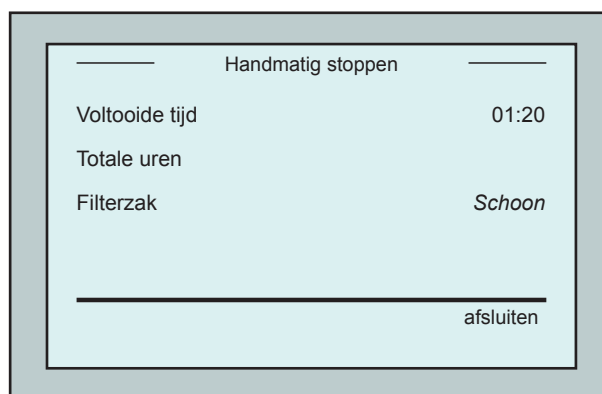 Handmatig stoppen
Voltooide tijd 01:20
Totale uren
Filterzak Schoon
afsluiten